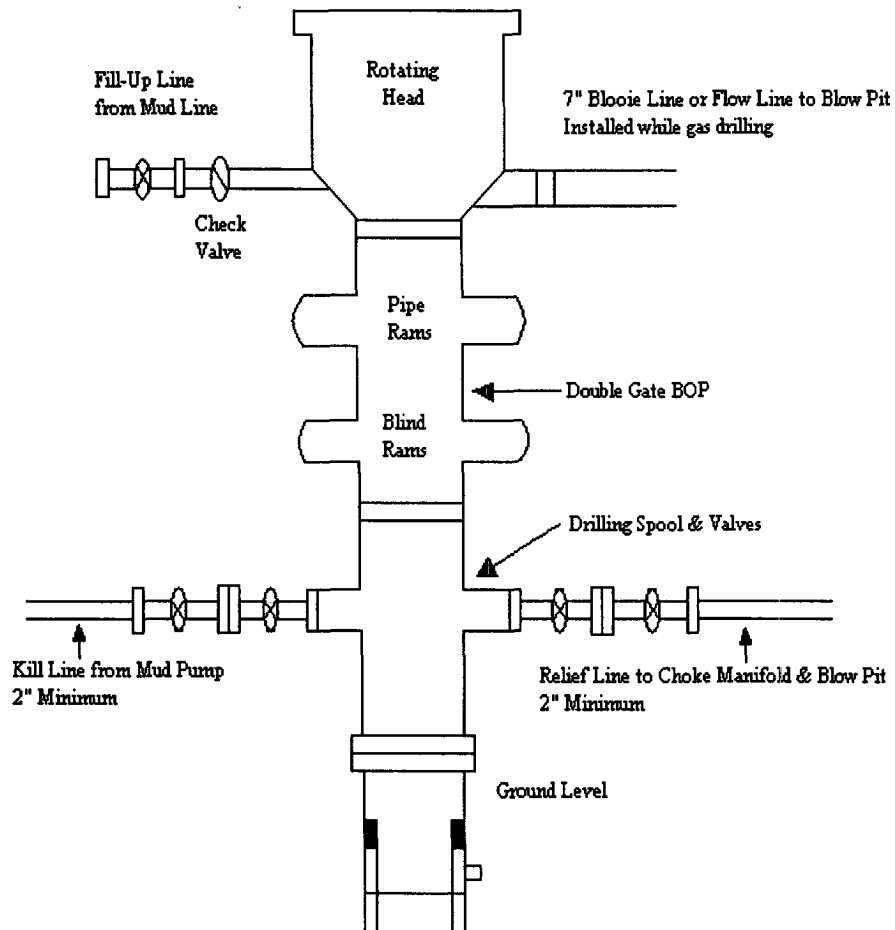 Rotating
Head
Fill-Up Line
from Mud Line
7" Blooie Line or Flow Line to Blow Pit
Installed while gas drilling
Check
Valve
Pipe
Rams
Double Gate BOP
Blind
Rams
Drilling Spool & Valves
Kill Line from Mud Pump
2" Minimum
Relief Line to Choke Manifold & Blow Pit
2" Minimum
Ground Level